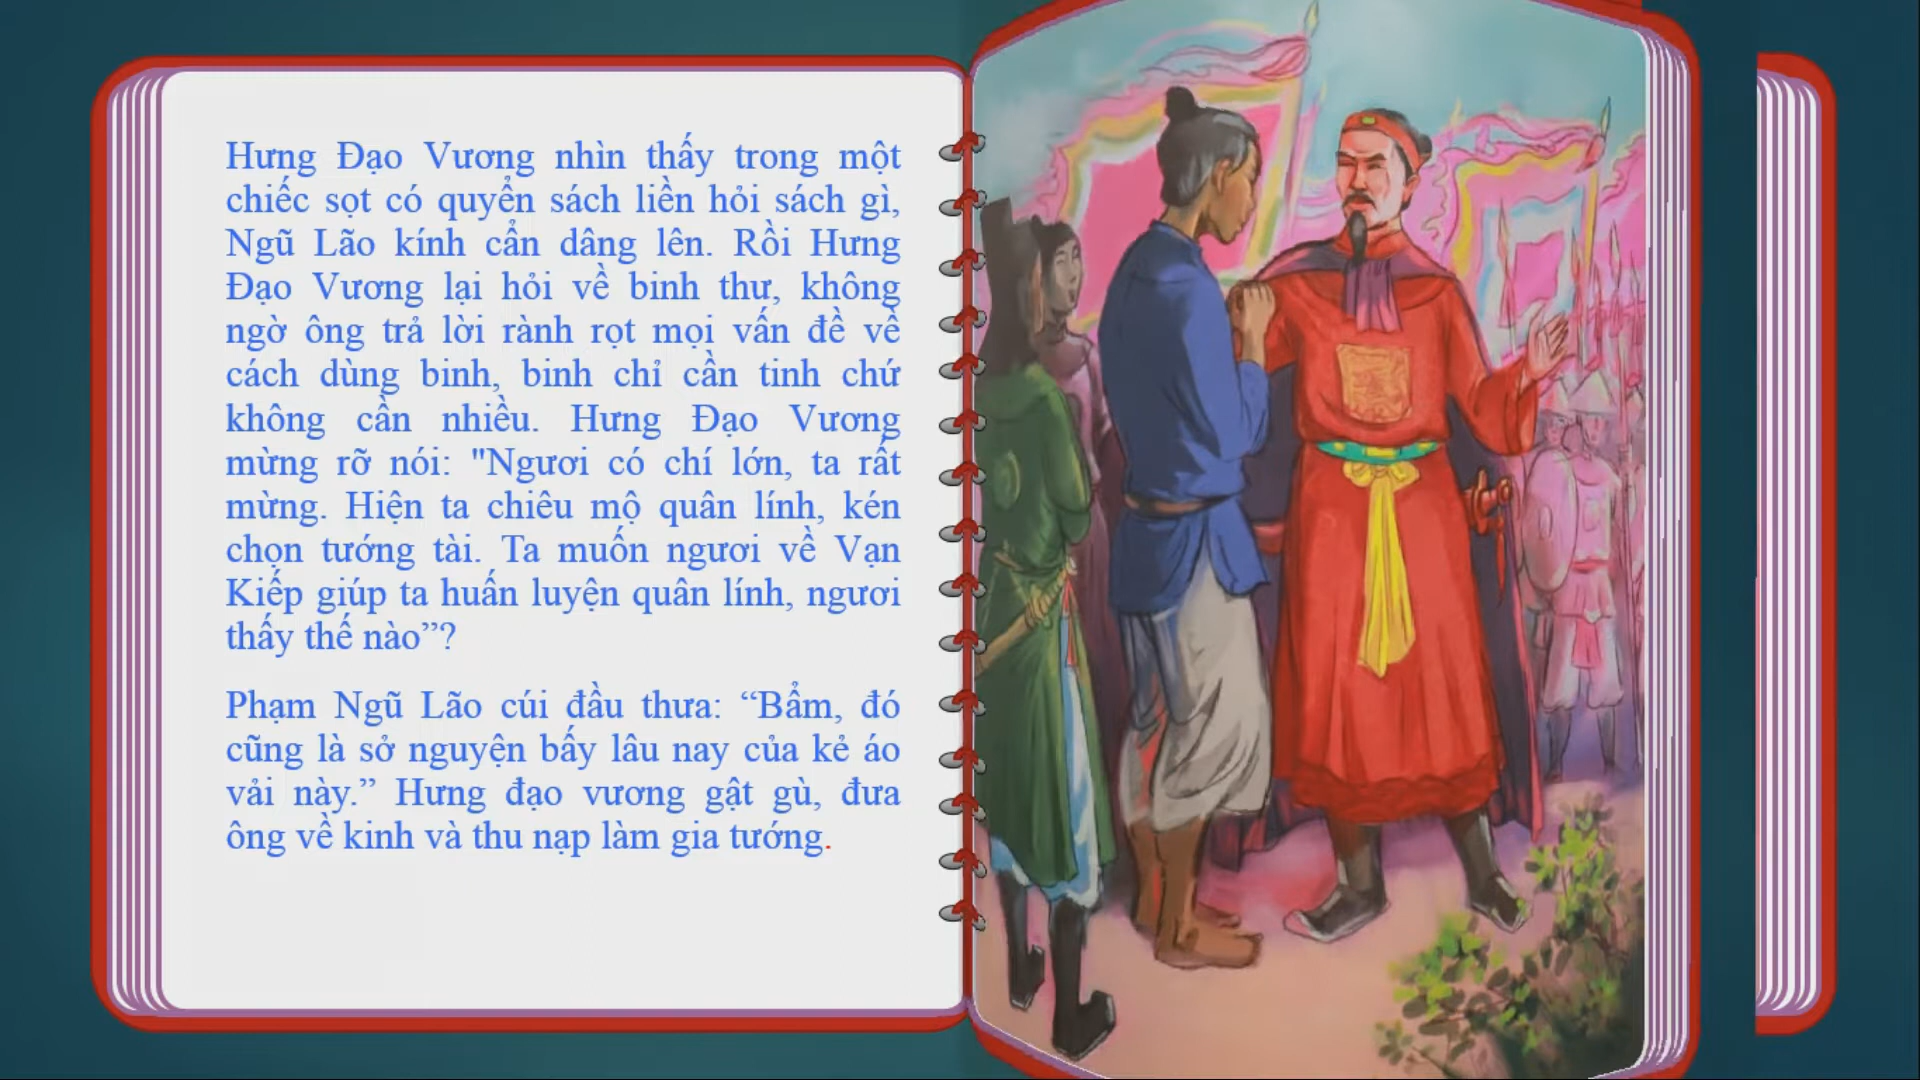 Hưng Đạo Vương nhìn thấy trong một
chiếc sọt có quyển sách liền hỏi sách gì,
Ngũ Lão kính cẩn dâng lên. Rồi Hưng
Đạo Vương lại hỏi về binh thư, không
ngờ ông trả lời rành rọt mọi vấn đề về
cách dùng binh, binh chỉ cần tinh chứ
không cần nhiều. Hưng Đạo Vương
mừng rỡ nói: "Ngươi có chí lớn, ta rất
mừng. Hiện ta chiêu mộ quân lính, kén
chọn tướng tài. Ta muốn ngươi về Vạn
Kiếp giúp ta huấn luyện quân lính, ngươi
thấy thế nào”?
Phạm Ngũ Lão cúi đầu thưa: “Bẩm, đó
cũng là sở nguyện bấy lâu nay của kẻ áo
vải này.” Hưng đạo vương gật gù, đưa
ông về kinh và thu nạp làm gia tướng.